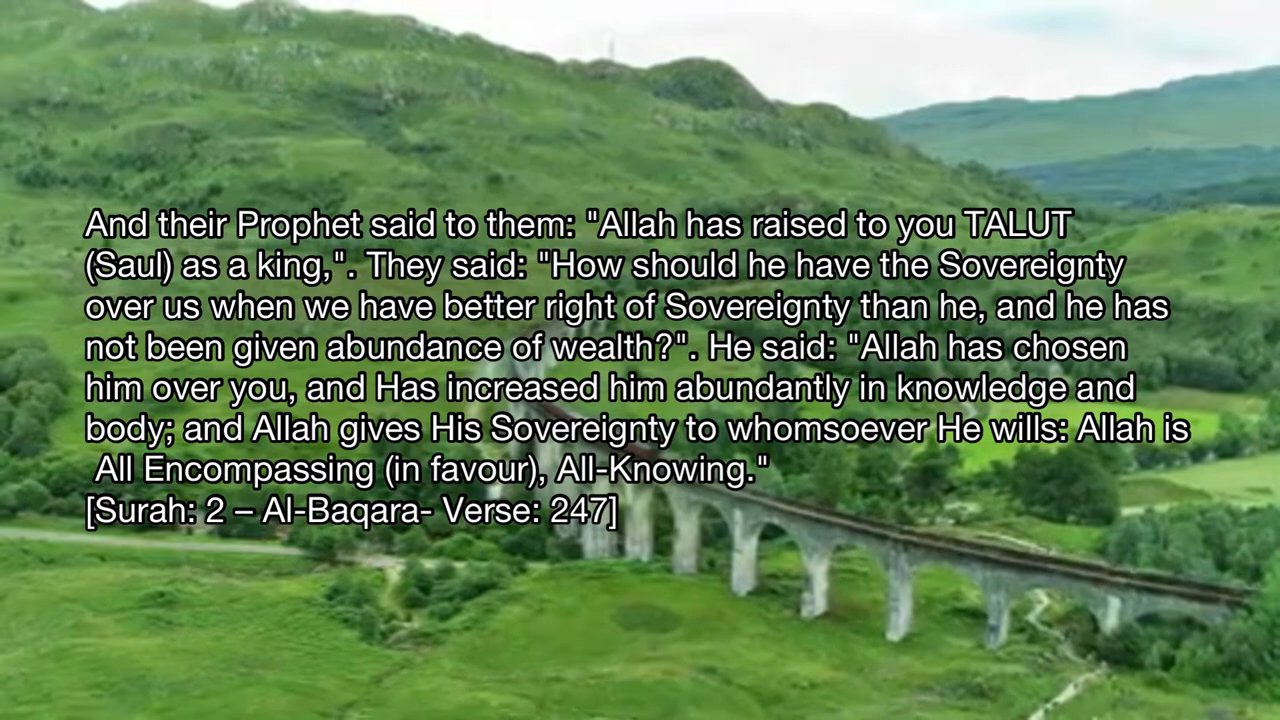 And their Prophet said to them: "Allah has raised to you TALUT
(Saul) as a king,". They said: "How should he have the Sovereignty
over us when we have better right of Sovereignty than he, and he has
not been given abundance of wealth?". He said: "Allah has chosen
him over you, and Has increased him abundantly in knowledge and
body; and Allah gives His Sovereignty to whomsoever He wills: Allah is
All Encompassing (in favour), All-Knowing."
[Surah: 2 – Al-Baqara- Verse: 247]